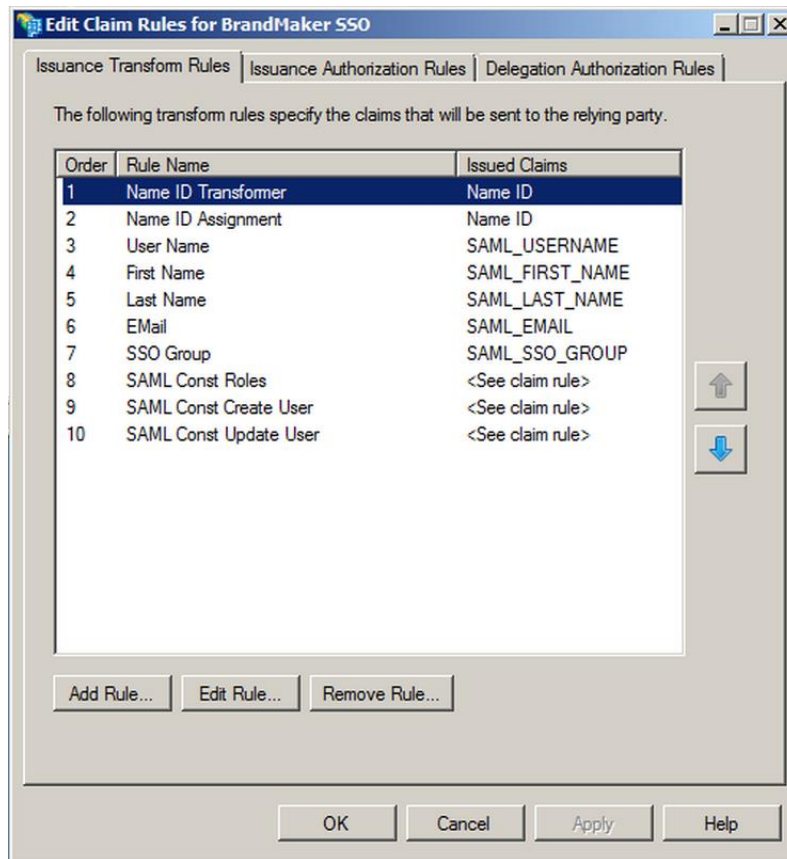 Edit Claim Rules for BrandMaker SSO
Issuance Transform Rules Issuance Authorization Rules Delegation Authorization Rules
The following transform rules specify the claims that will be sent to the relying party.
Order Rule Name Issued Claims
1 Name ID Transformer Name ID
2 Name ID Assignment Name ID
3 User Name SAML_USERNAME
4 First Name SAML_FIRST_NAME
5 Last Name SAML_LAST_NAME
6 EMail SAML_EMAIL
7 SSO Group SAML_SSO_GROUP
8 SAML Const Roles <See claim rule>
9 SAML Const Create User <See claim rule>
10 SAML Const Update User <See claim rule>
Add Rule... Edit Rule... Remove Rule...
OK Cancel Apply Help